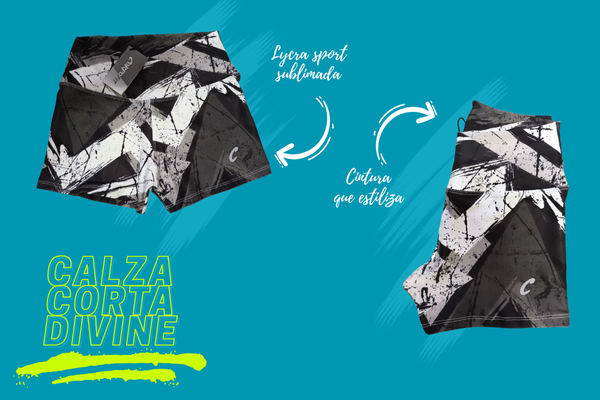 Lycra sport
sublimada
Cintura
que estiliza
C
C
CALZA
CORTA
DIVINE